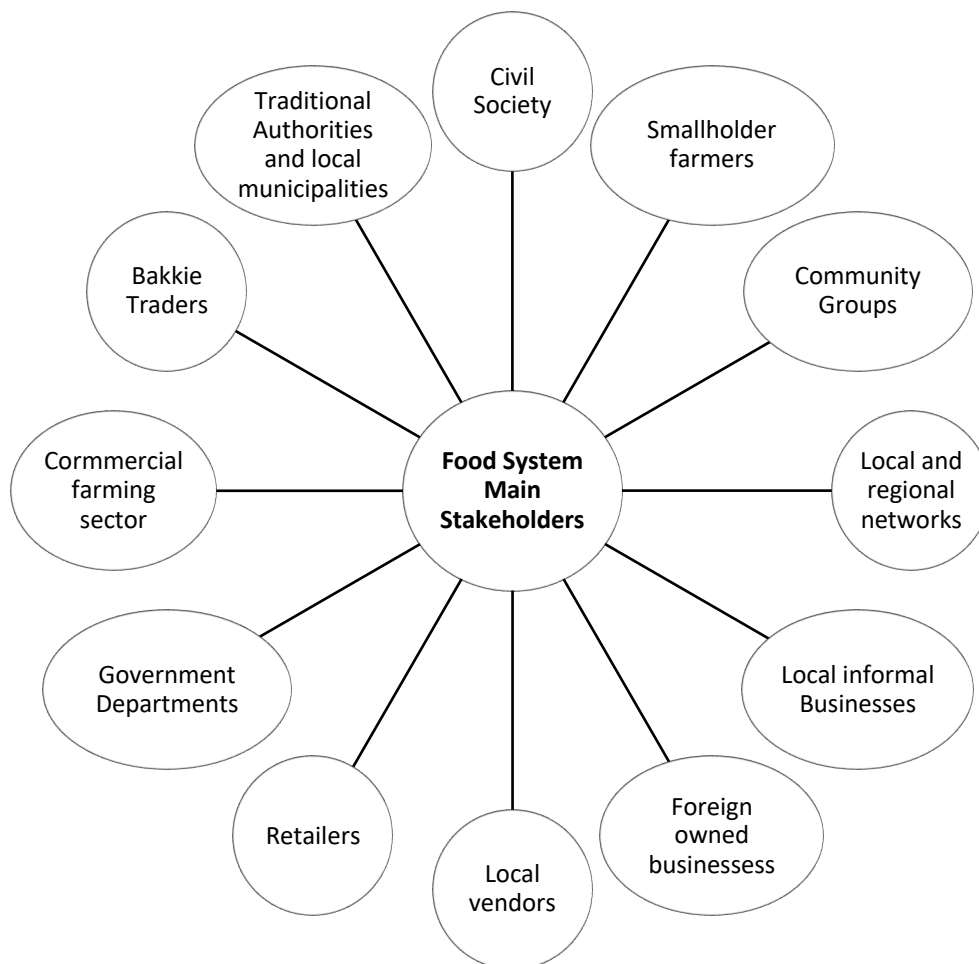 Civil
Society
Smallholder
farmers
Community
Groups
Local and
regional
networks
Local informal
Businesses
Foreign
owned
businessess
Local
vendors
Retailers
Government
Departments
Cormmercial
farming
sector
Bakkie
Traders
Traditional
Authorities
and local
municipalities
Food System
Main
Stakeholders